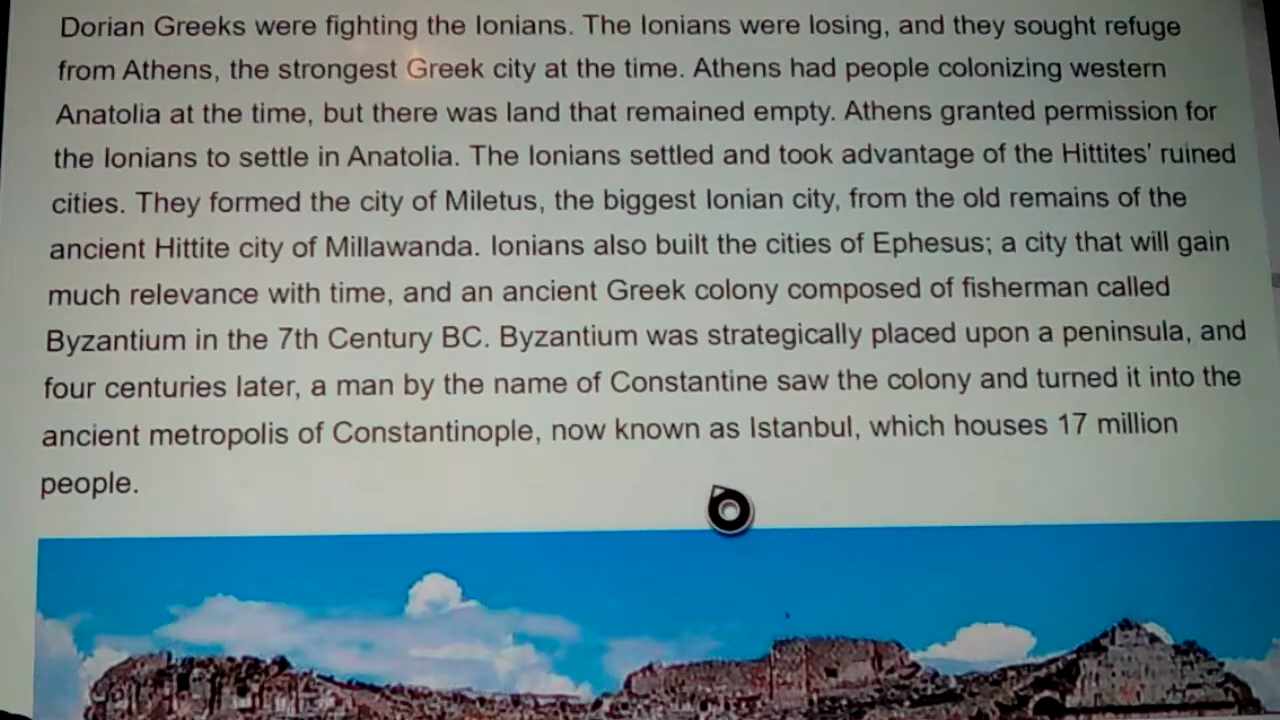 Dorian Greeks were fighting the Ionians. The Ionians were losing, and they sought refuge
from Athens, the strongest Greek city at the time. Athens had people colonizing western
Anatolia at the time, but there was land that remained empty. Athens granted permission for
the Ionians to settle in Anatolia. The Ionians settled and took advantage of the Hittites' ruined
cities. They formed the city of Miletus, the biggest Ionian city, from the old remains of the
ancient Hittite city of Millawanda. Ionians also built the cities of Ephesus; a city that will gain
much relevance with time, and an ancient Greek colony composed of fisherman called
Byzantium in the 7th Century BC. Byzantium was strategically placed upon a peninsula, and
four centuries later, a man by the name of Constantine saw the colony and turned it into the
ancient metropolis of Constantinople, now known as Istanbul, which houses 17 million
people.